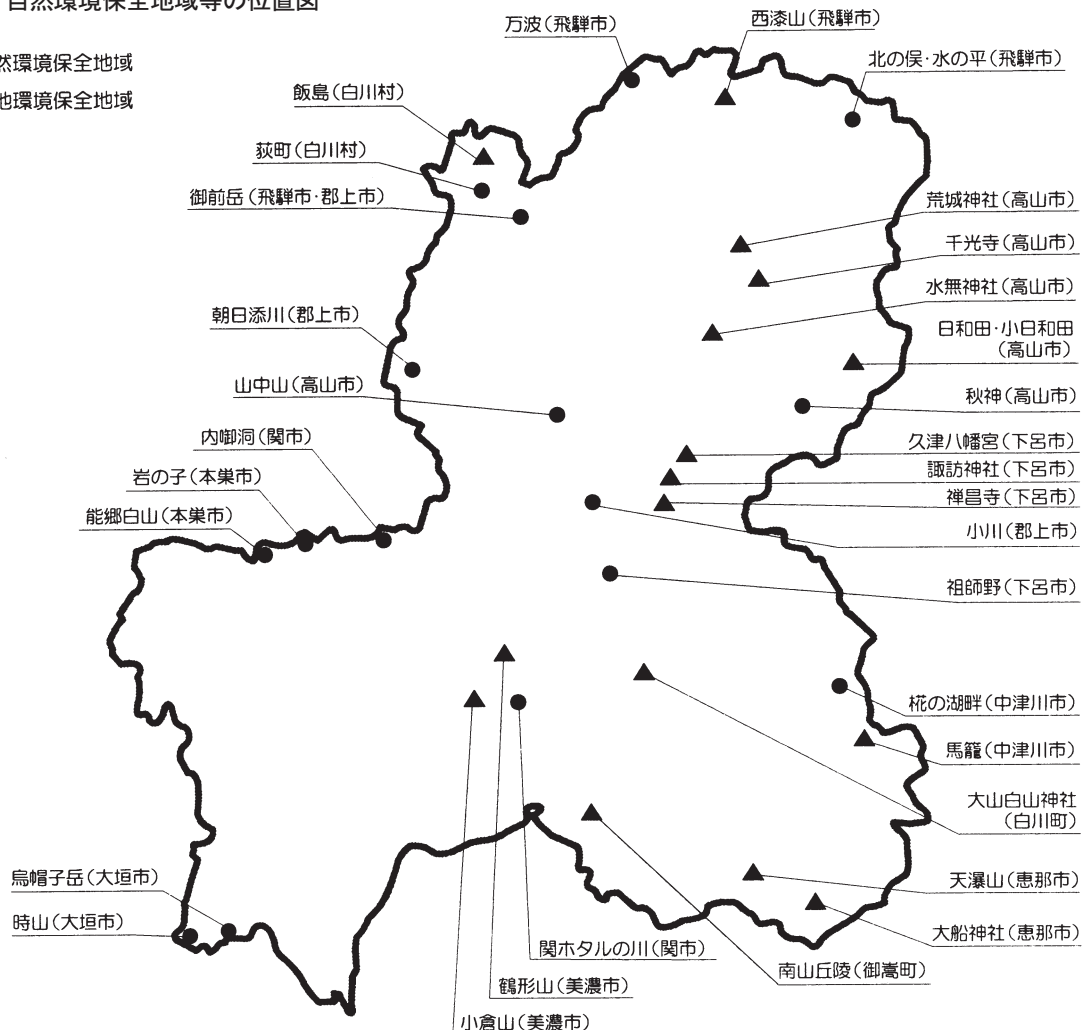 自然環境保全地域等の位置図
然環境保全地域
地環境保全地域
万波(飛騨市)
西漆山(飛騨市)
北の俣·水の平(飛騨市)
飯島(白川村)
荻町(白川村)
御前岳(飛騨市·郡上市)
荒城神社(高山市)
千光寺(高山市)
水無神社(高山市)
朝日添川(郡上市)
日和田·小日和田
(高山市)
山中山(高山市)
秋神(高山市)
内御洞(関市)
久津八幡宮(下呂市)
岩の子(本巣市)
諏訪神社(下呂市)
禅昌寺(下呂市)
能郷白山(本巣市)
小川(郡上市)
祖師野(下呂市)
椛の湖畔(中津川市)
馬籠(中津川市)
大山白山神社
(白川町)
烏帽子岳(大垣市)
天瀑山(恵那市)
時山(大垣市)
大船神社(恵那市)
関ホタルの川(関市)
南山丘陵(御嵩町)
鶴形山(美濃市)
小倉山(美濃市)